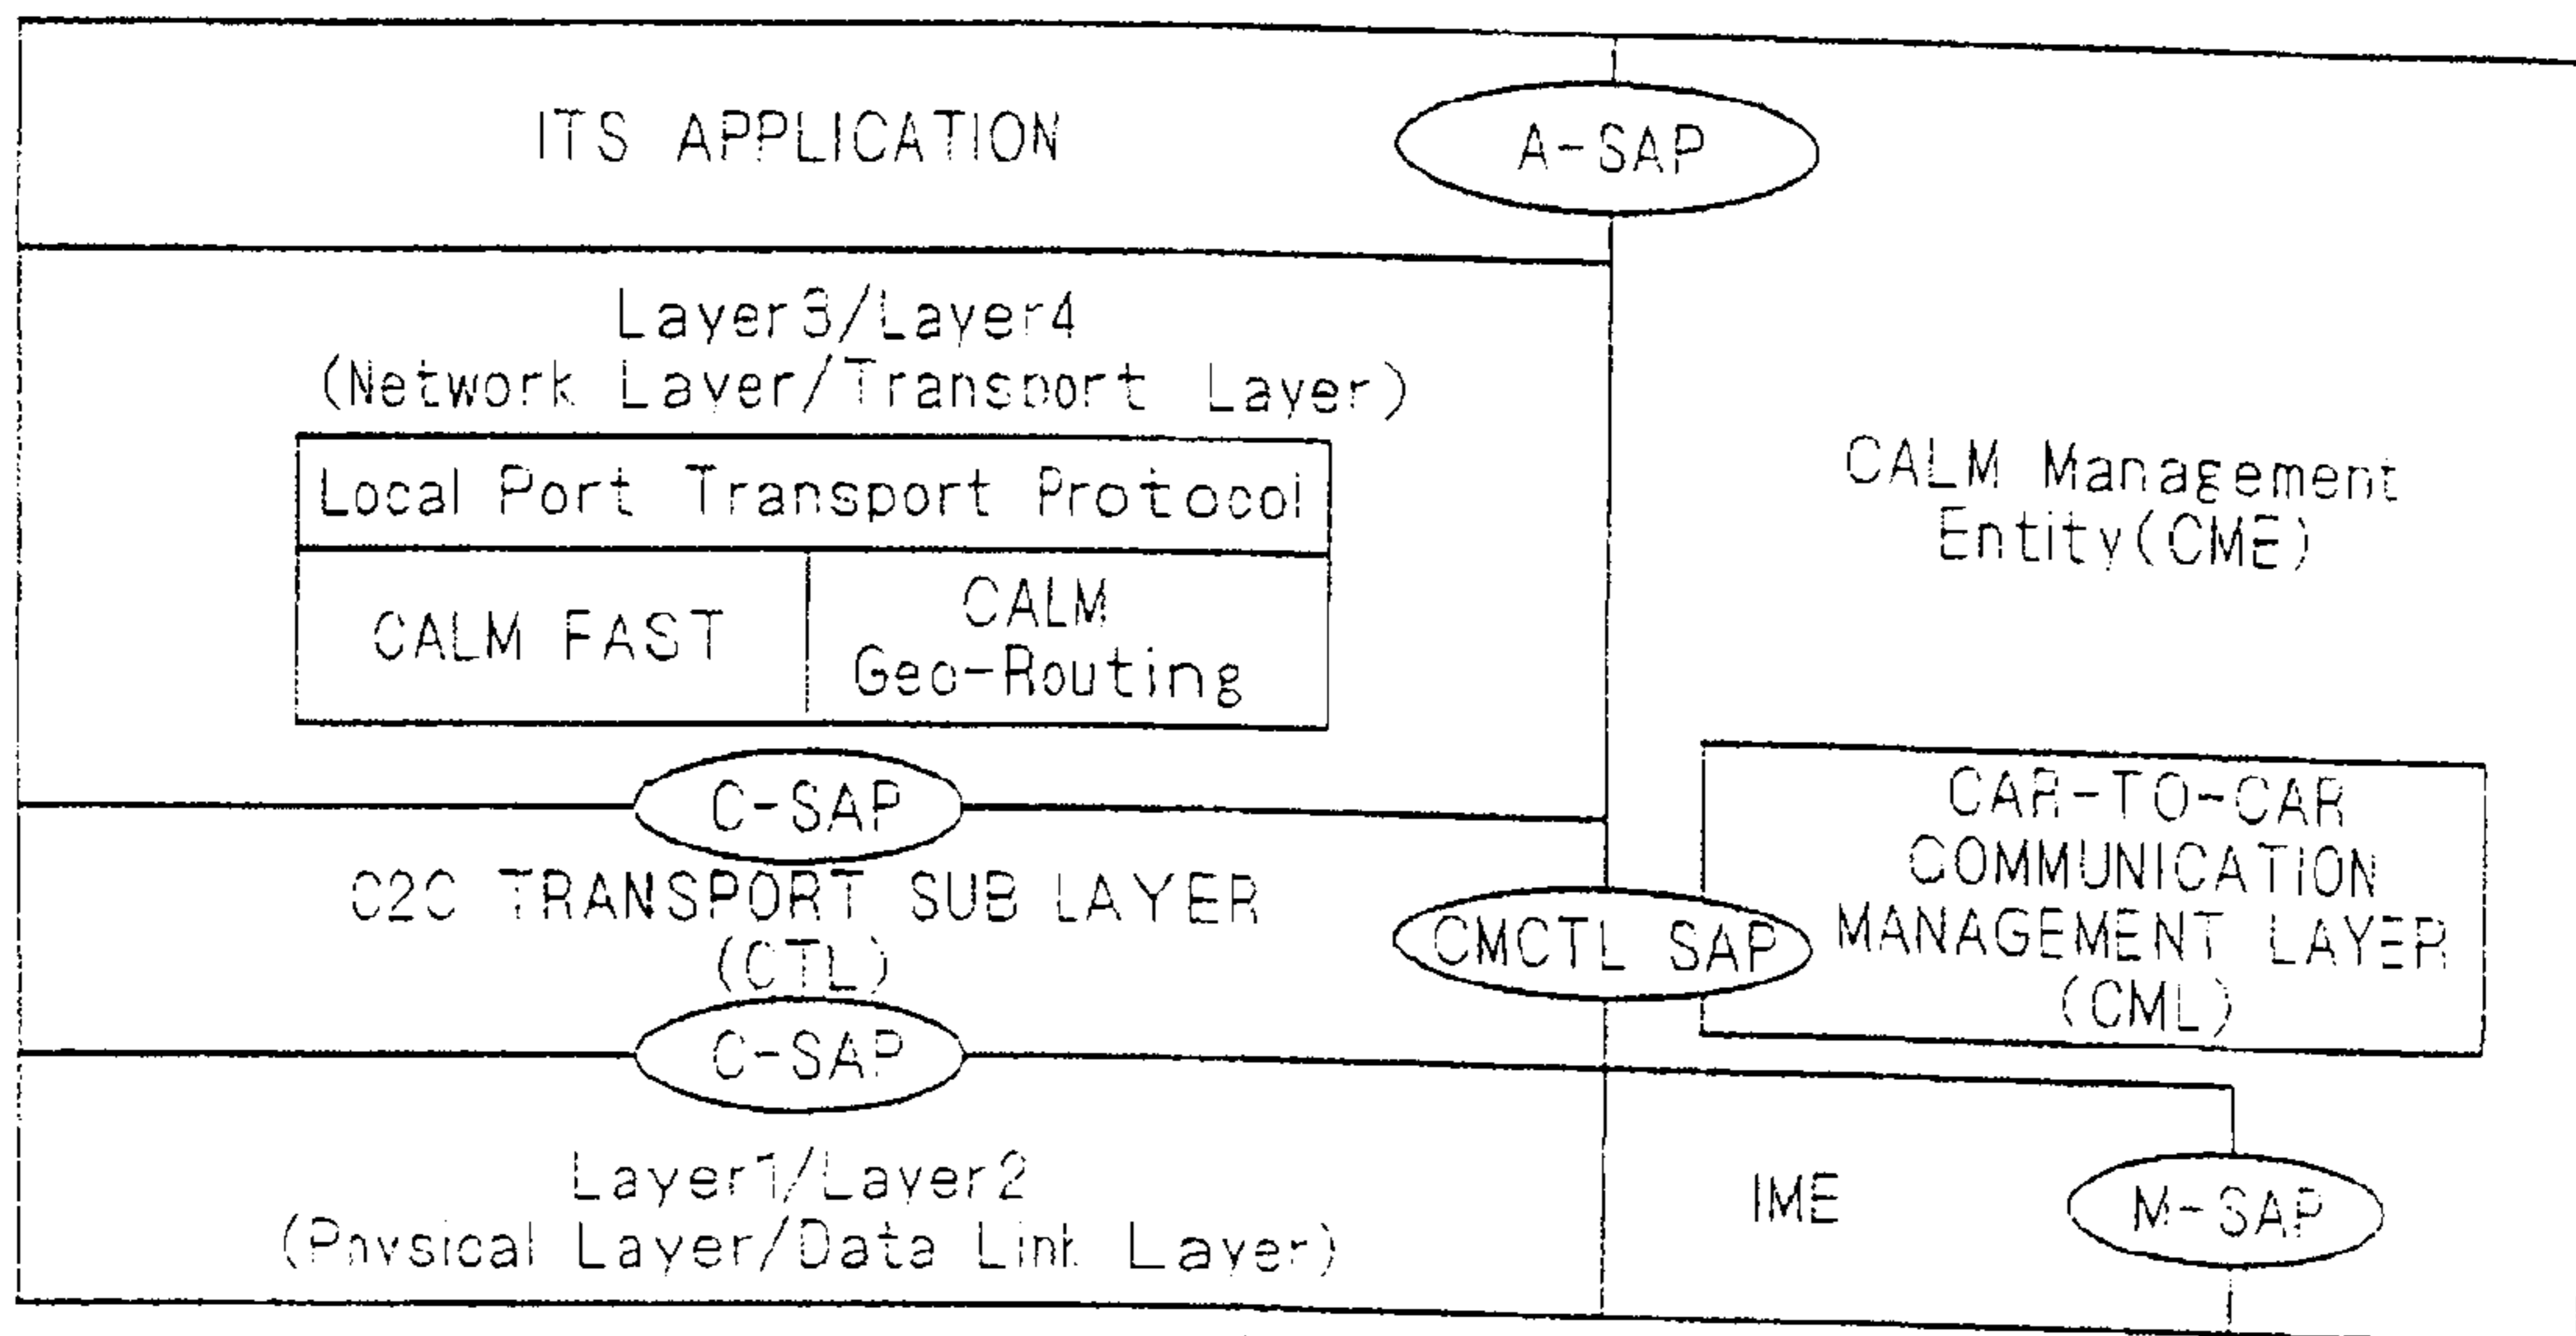 ITS APPLICATION
A-SAP
Layer3/Layer4
(Network Layer/Transport Layer)
Local Port Transport Protocol
CALM FAST
CALM
Geo-Routing
CALM Management
Entity(CME)
C-SAP
C2C TRANSPORT SUB LAYER
(CTL)
CMCTL SAP
CAR-TO-CAR
COMMUNICATION
MANAGEMENT LAYER
(CML)
C-SAP
Layer1/Layer2
(Physical Layer/Data Link Layer)
IME
M-SAP